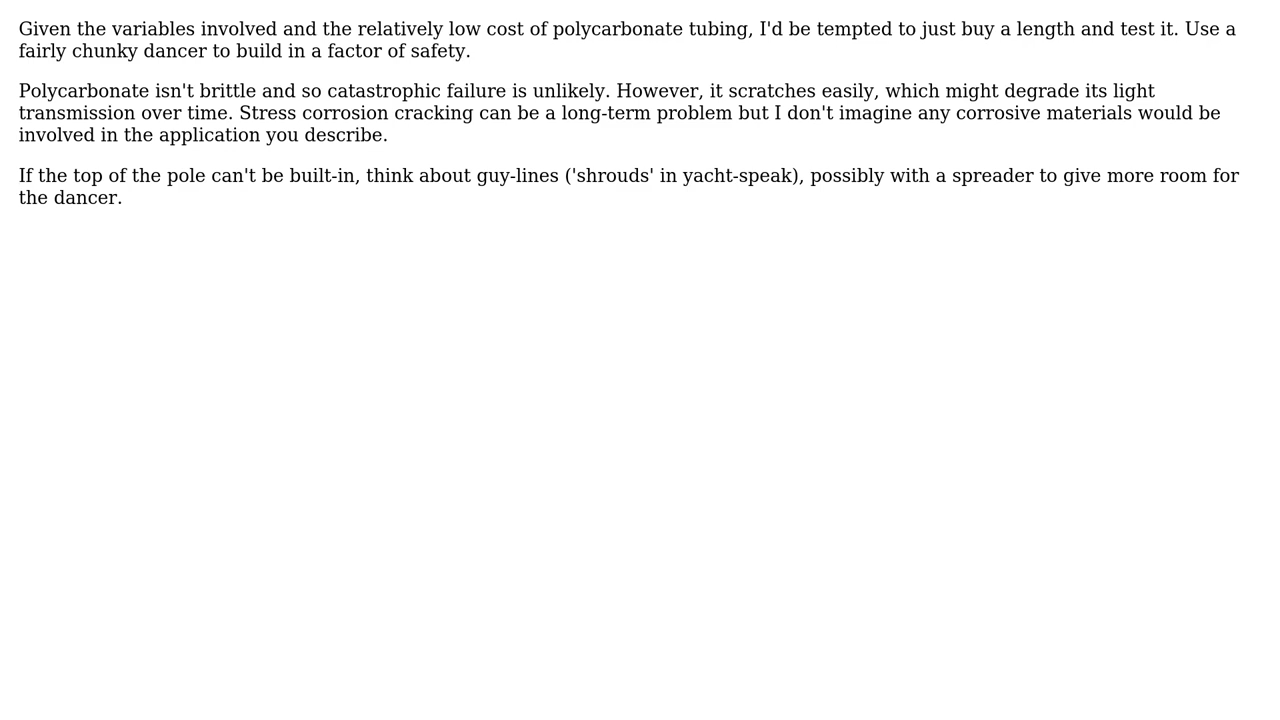 Given the variables involved and the relatively low cost of polycarbonate tubing, I'd be tempted to just buy a length and test it. Use a
fairly chunky dancer to build in a factor of safety.
Polycarbonate isn't brittle and so catastrophic failure is unlikely. However, it scratches easily, which might degrade its light
transmission over time. Stress corrosion cracking can be a long-term problem but I don't imagine any corrosive materials would be
involved in the application you describe.
If the top of the pole can't be built-in, think about guy-lines ('shrouds' in yacht-speak), possibly with a spreader to give more room for
the dancer.